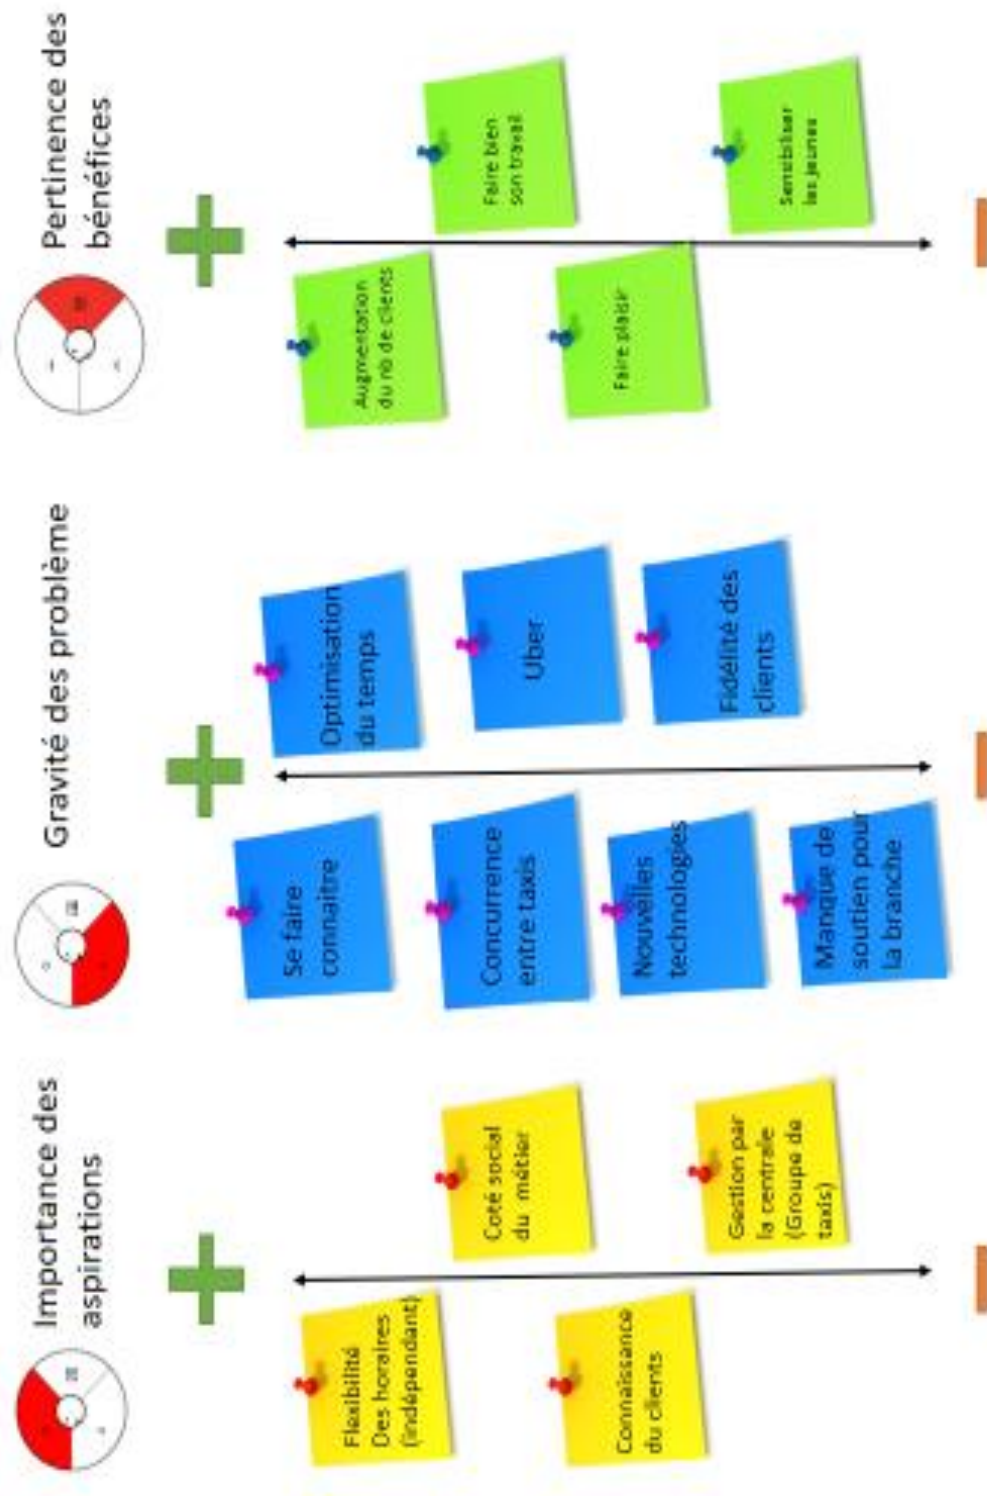 Importance des
aspirations
Flexibilité
Des horaires
(indépendant)
Coté social
du métier
Connaissance
du clients
Gestion par
la centrale
(Groupe de
taxis)
Gravité des problème
Se faire
connaitre
Optimisation
du temps
Concurrence
entre taxis
Uber
Nouvelles
technologies
Fidélité des
clients
Manque de
soutien pour
la branche
Pertinence des
bénéfices
Augmentation
du nb de clients
Faire bien
son travail
Faire plaisir
Sensibiliser
les jeunes